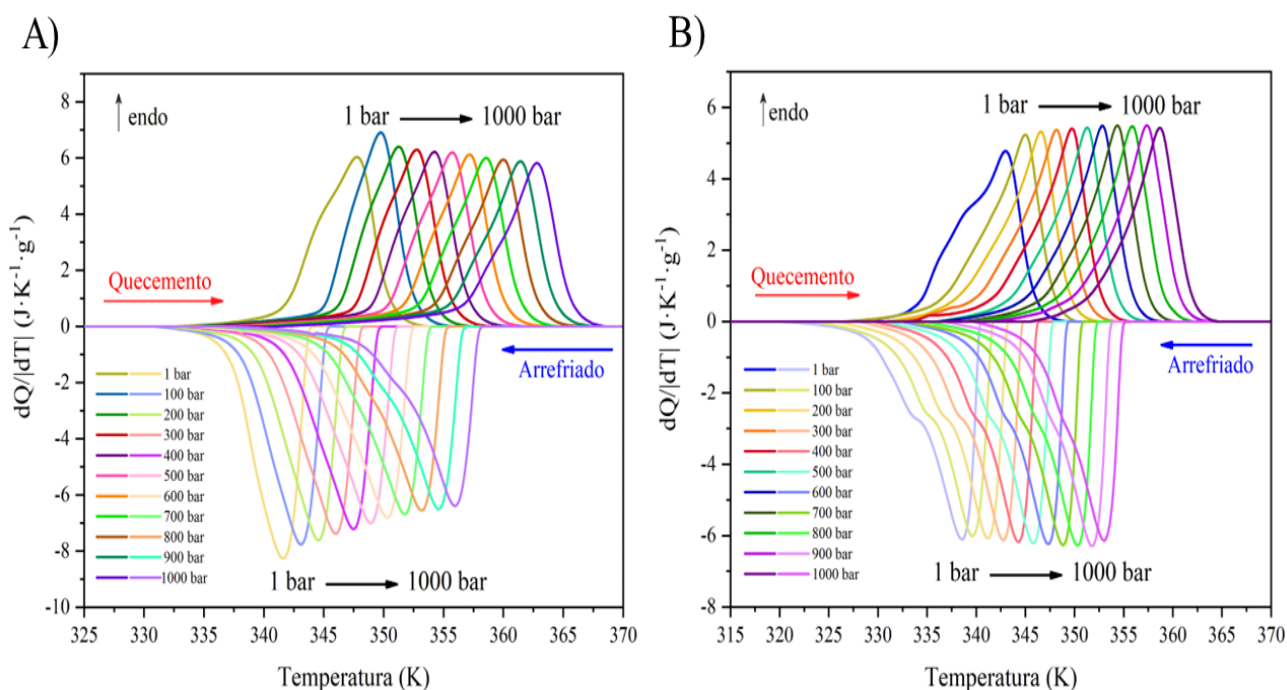 A)
endo
1 bar → 1000 bar
Quecemento
Arrefriado
1 bar
100 bar
200 bar
300 bar
400 bar
500 bar
600 bar
700 bar
800 bar
900 bar
1000 bar
1 bar → 1000 bar
8
6
4
2
0
-2
-4
-6
-8
-10
dQ/|dT| (J·K⁻¹·g⁻¹)
325 330 335 340 345 350 355 360 365 370
Temperatura (K)
B)
endo
1 bar → 1000 bar
Quecemento
Arrefriado
1 bar
100 bar
200 bar
300 bar
400 bar
500 bar
600 bar
700 bar
800 bar
900 bar
1000 bar
1 bar → 1000 bar
6
4
2
0
-2
-4
-6
-8
dQ/|dT| (J·K⁻¹·g⁻¹)
315 320 325 330 335 340 345 350 355 360 365 370
Temperatura (K)